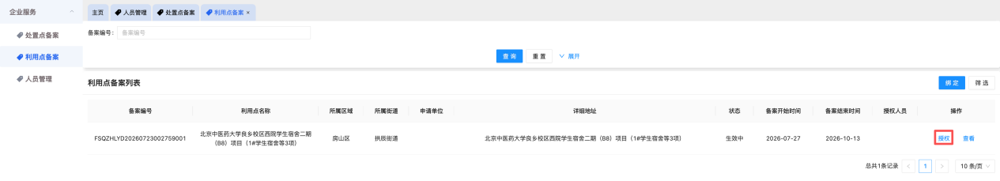 企业服务
主页 人员管理 处置点备案 利用点备案 ×
处置点备案
利用点备案
人员管理
备案编号: 备案编号
查 询 重 置 展开
利用点备案列表 绑 定 筛 选
备案编号 利用点名称 所属区域 所属街道 申请单位 详细地址 状态 备案开始时间 备案结束时间 授权人员 操作
FSQZHLYD20260723002759001 北京中医药大学良乡校区西院学生宿舍二期
(B8) 项目 (1#学生宿舍等3项) 房山区 拱辰街道 北京中医药大学良乡校区西院学生宿舍二期 (B8) 项目 (1#学生宿舍等3项) 生效中 2026-07-27 2026-10-13 授权 查看
总共1条记录 < 1 > 10 条/页